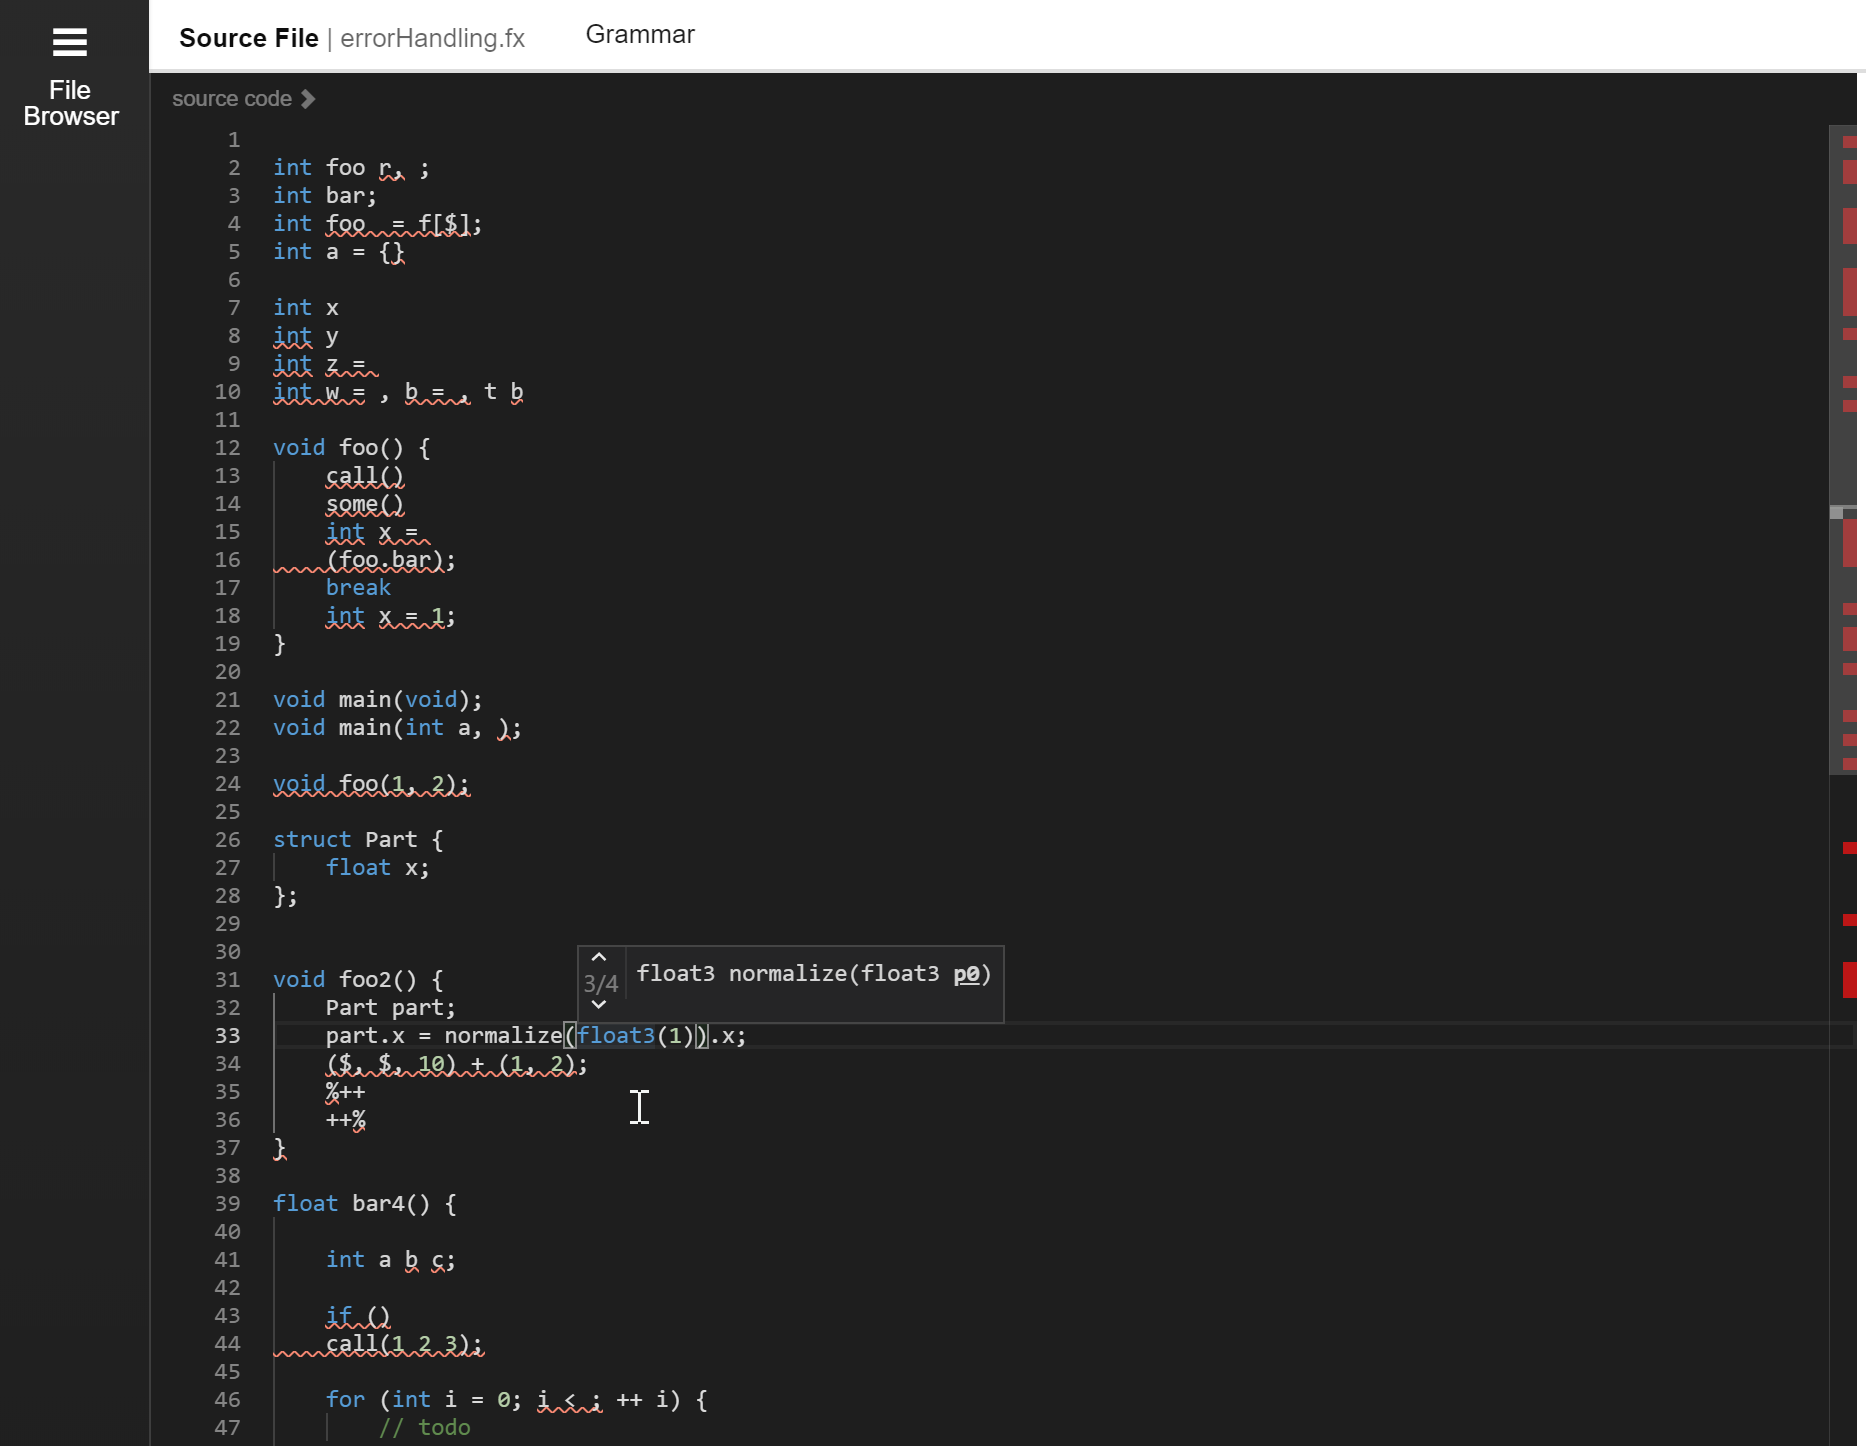 File
Browser
Source File | errorHandling.fx
Grammar
source code
1
2 int foo r, ;
3 int bar;
4 int foo  = f[$];
5 int a = {}
6
7 int x
8 int y
9 int z =
10 int w = , b = , t b
11
12 void foo() {
13     call()
14     some()
15     int x =
16     (foo.bar);
17     break
18     int x = 1;
19 }
20
21 void main(void);
22 void main(int a, );
23
24 void foo(1, 2);
25
26 struct Part {
27     float x;
28 };
29
30
3/4 float3 normalize(float3 p0)
31 void foo2() {
32     Part part;
33     part.x = normalize(float3(1)).x;
34     ($, $, 10) + (1, 2);
35     %++
36     ++%
37 }
38
39 float bar4() {
40
41     int a b c;
42
43     if ()
44     call(1 2 3);
45
46     for (int i = 0; i < ; ++ i) {
47         // todo